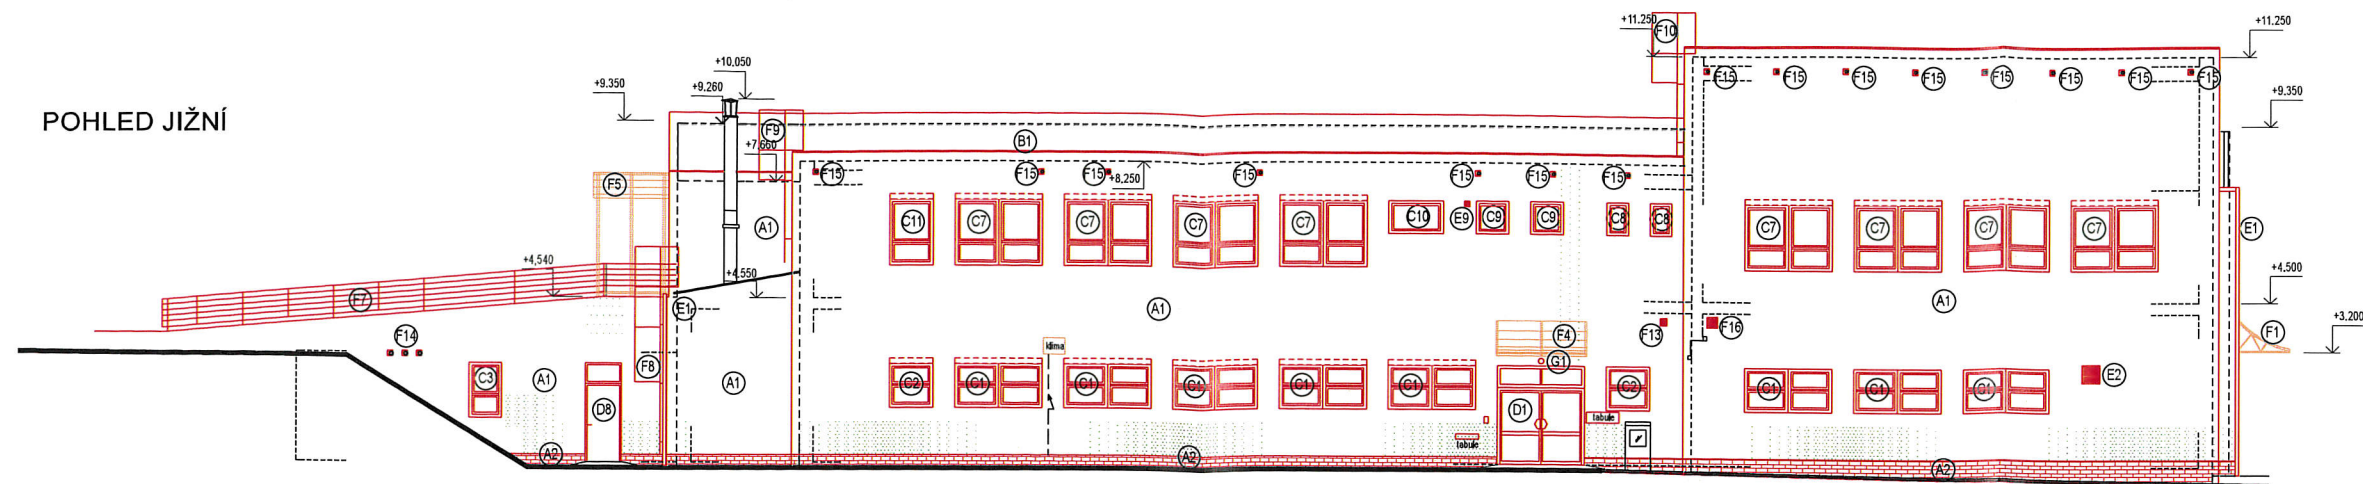 +11.250
F10
+11.250
+10,050
F15 F15 F15 F15 F15 F15 F15 F15
+9.350
+9.260
+9,350
POHLED JIŽNÍ
F9
B1
+7.660
F15 F15 F15 F15 F15 F15 F15
+8,250
F5
C11 C7 C7 C7 C7 C10 E9 C9 C9 C8 C8
A1
C7 C7 C7 C7
E1
+4,540
+4.550
+4,500
F7
E1
A1
A1
F14
F13
F16
F4
F1
+3,200
klima
G1
F8
C3
A1
A1
C2 C1 C1 C1 C1 C1
C2
C1 C1 C1
E2
D8
D1
tabule
tabule
A2
A2
A2